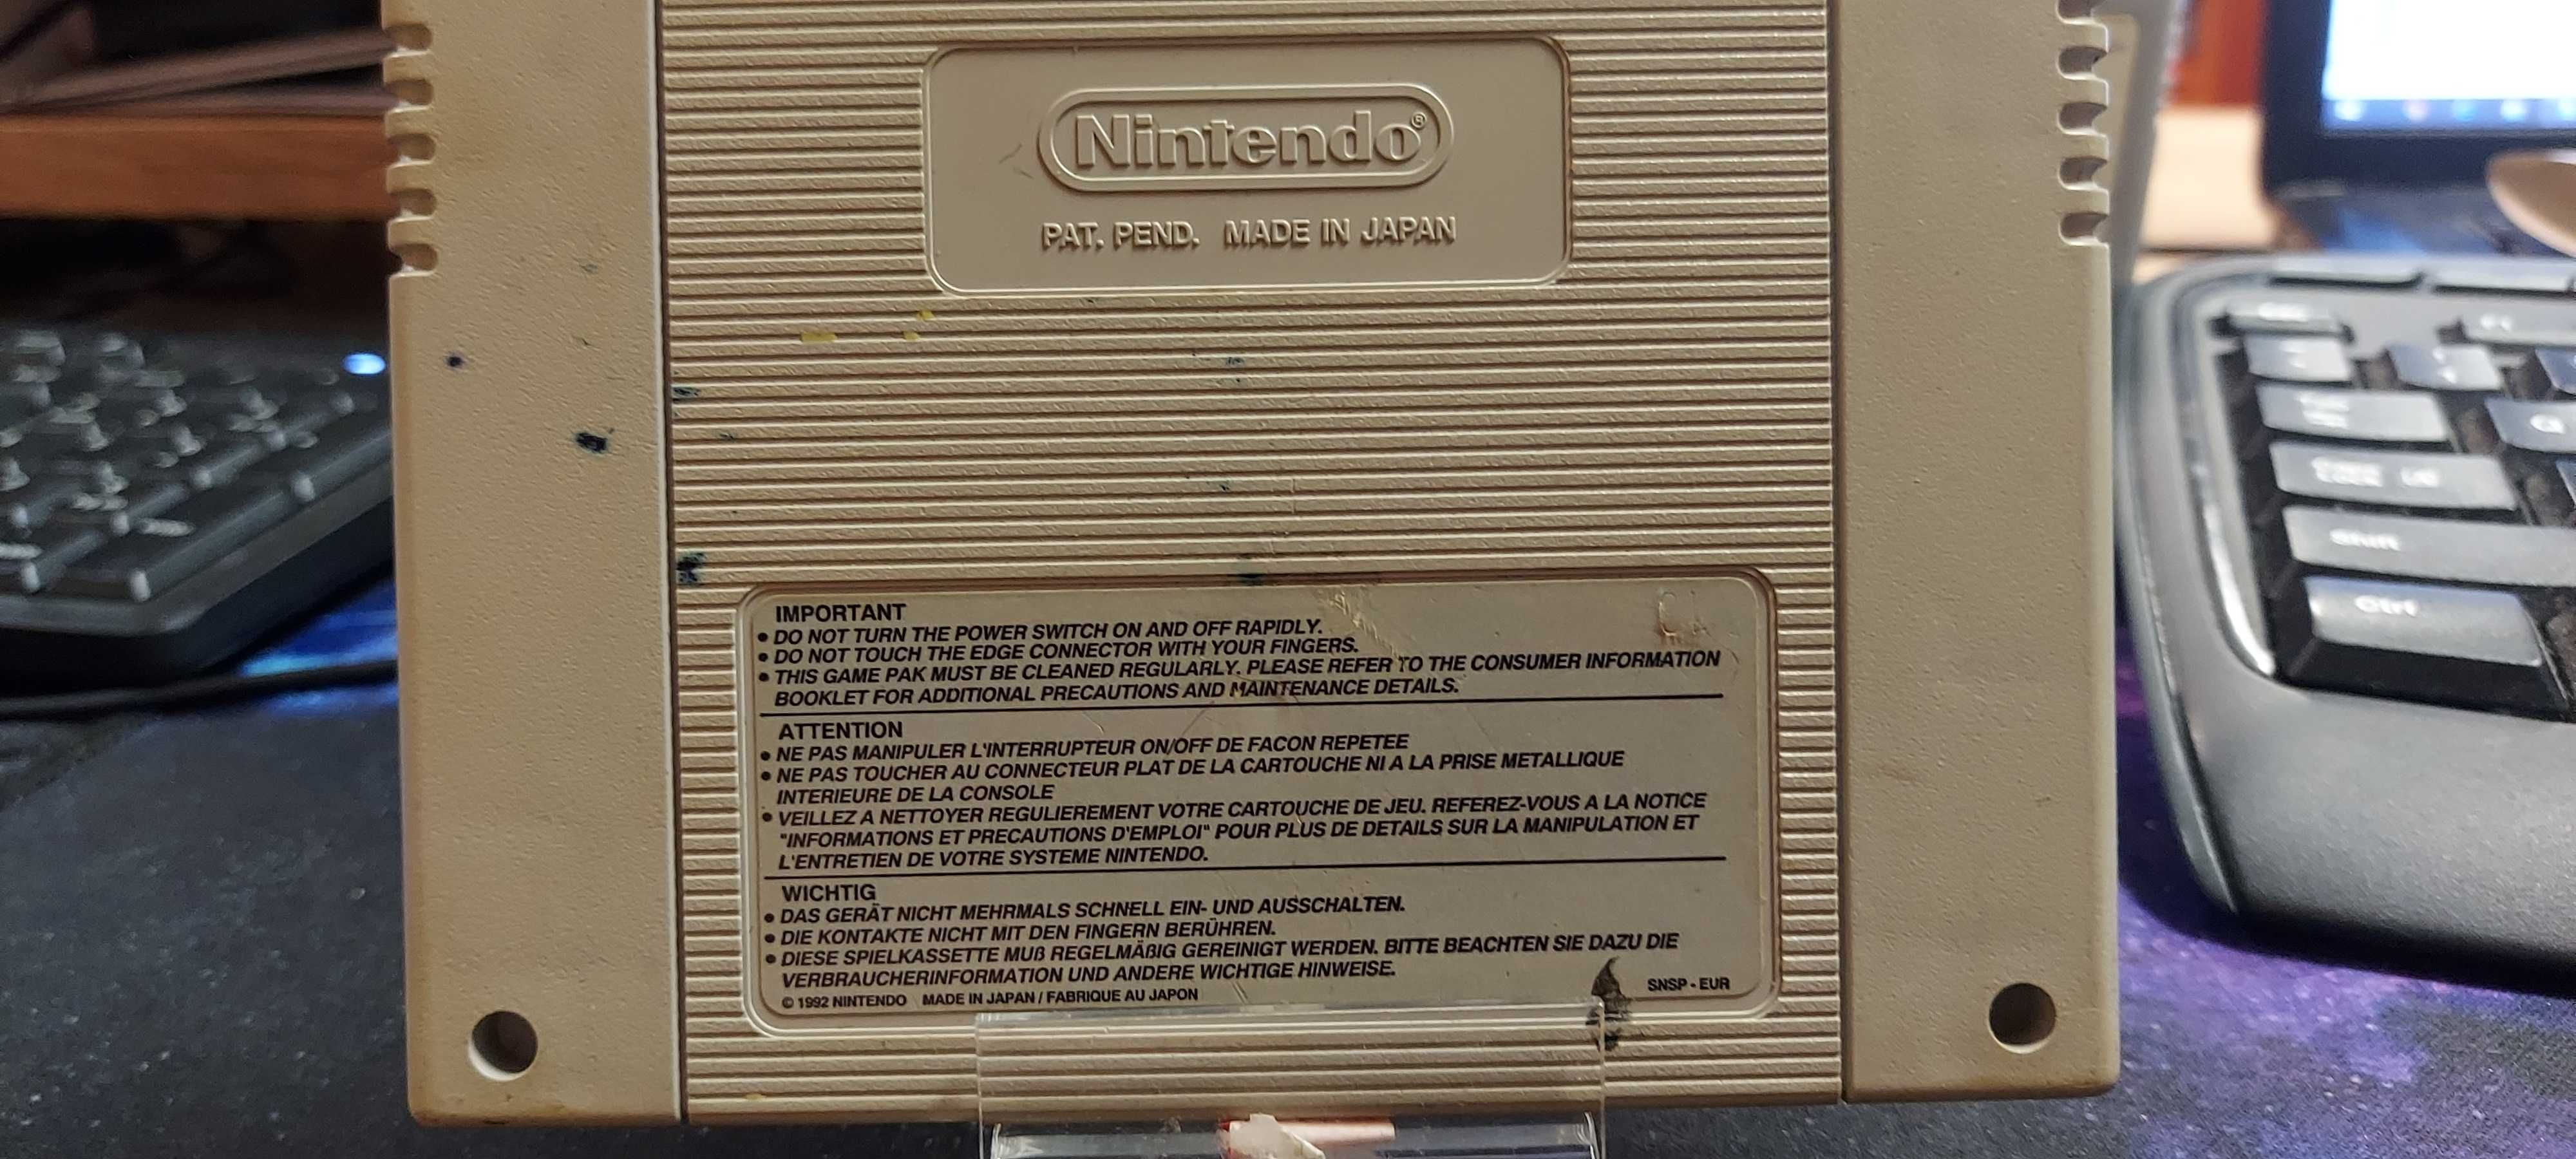 Nintendo®
PAT. PEND. MADE IN JAPAN
IMPORTANT
• DO NOT TURN THE POWER SWITCH ON AND OFF RAPIDLY.
• DO NOT TOUCH THE EDGE CONNECTOR WITH YOUR FINGERS.
• THIS GAME PAK MUST BE CLEANED REGULARLY. PLEASE REFER TO THE CONSUMER INFORMATION
BOOKLET FOR ADDITIONAL PRECAUTIONS AND MAINTENANCE DETAILS.
ATTENTION
• NE PAS MANIPULER L'INTERRUPTEUR ON/OFF DE FACON REPETEE
• NE PAS TOUCHER AU CONNECTEUR PLAT DE LA CARTOUCHE NI A LA PRISE METALLIQUE
INTERIEURE DE LA CONSOLE
• VEILLEZ A NETTOYER REGULIEREMENT VOTRE CARTOUCHE DE JEU. REFEREZ-VOUS A LA NOTICE
"INFORMATIONS ET PRECAUTIONS D'EMPLOI" POUR PLUS DE DETAILS SUR LA MANIPULATION ET
L'ENTRETIEN DE VOTRE SYSTEME NINTENDO.
WICHTIG
• DAS GERÄT NICHT MEHRMALS SCHNELL EIN- UND AUSSCHALTEN.
• DIE KONTAKTE NICHT MIT DEN FINGERN BERÜHREN.
• DIESE SPIELKASSETTE MUß REGELMÄßIG GEREINIGT WERDEN. BITTE BEACHTEN SIE DAZU DIE
VERBRAUCHERINFORMATION UND ANDERE WICHTIGE HINWEISE.
© 1992 NINTENDO MADE IN JAPAN / FABRIQUE AU JAPON
SNSP - EUR
Shift
Ctrl